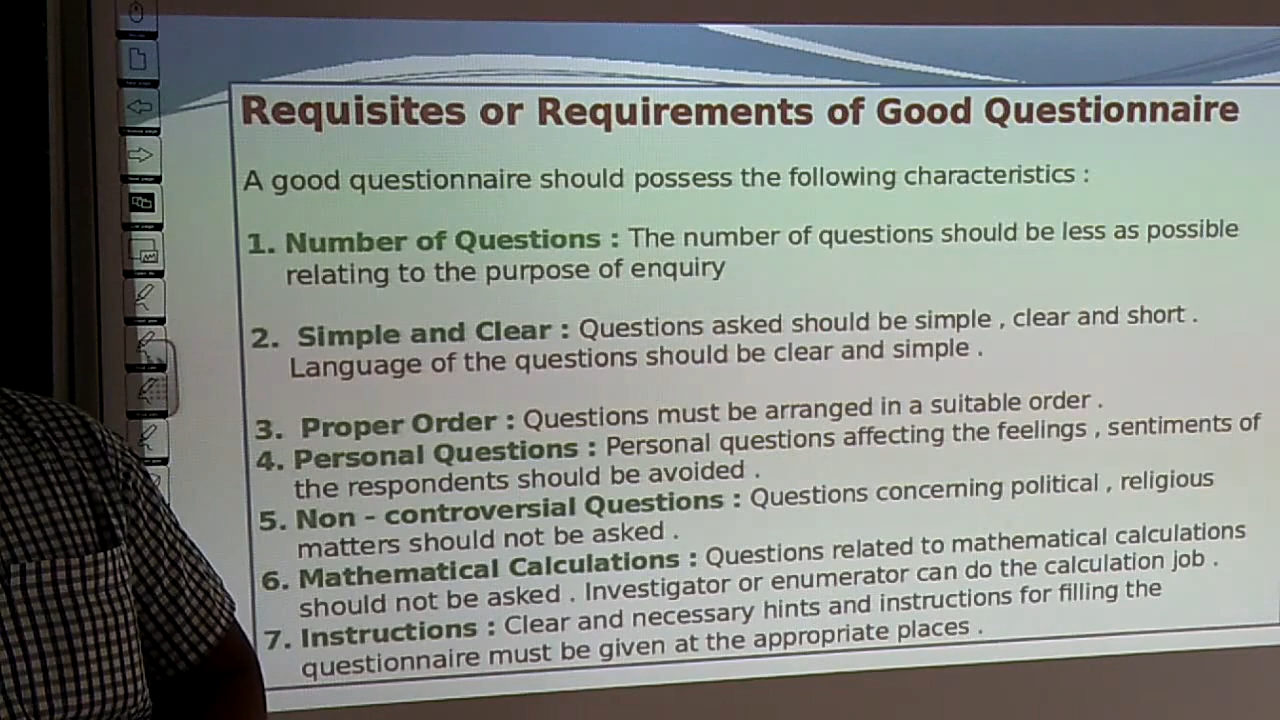 Requisites or Requirements of Good Questionnaire
A good questionnaire should possess the following characteristics :
1. Number of Questions : The number of questions should be less as possible
relating to the purpose of enquiry
2. Simple and Clear : Questions asked should be simple , clear and short .
Language of the questions should be clear and simple .
3. Proper Order : Questions must be arranged in a suitable order .
4. Personal Questions : Personal questions affecting the feelings , sentiments of
the respondents should be avoided .
5. Non - controversial Questions : Questions concerning political , religious
matters should not be asked .
6. Mathematical Calculations : Questions related to mathematical calculations
should not be asked . Investigator or enumerator can do the calculation job .
7. Instructions : Clear and necessary hints and instructions for filling the
questionnaire must be given at the appropriate places .